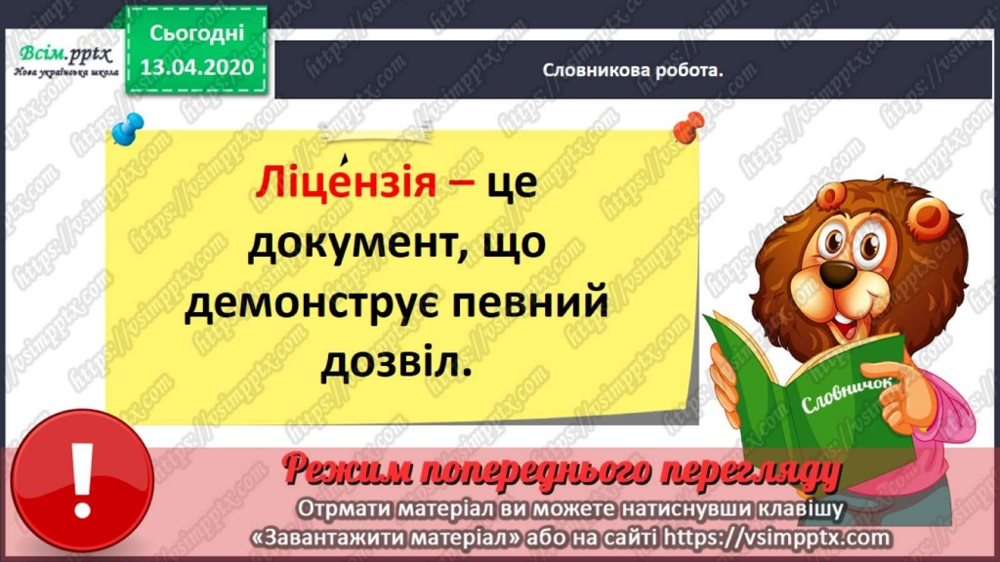 Всім.pptx
Нова українська школа
Сьогодні
13.04.2020
Словникова робота.
Ліце́нзія – це
документ, що
демонструє певний
дозвіл.
Словничок
!
Режим попереднього перегляду
Отрмати матеріал ви можете натиснувши клавішу
«Завантажити матеріал» або на сайті https://vsimpptx.com